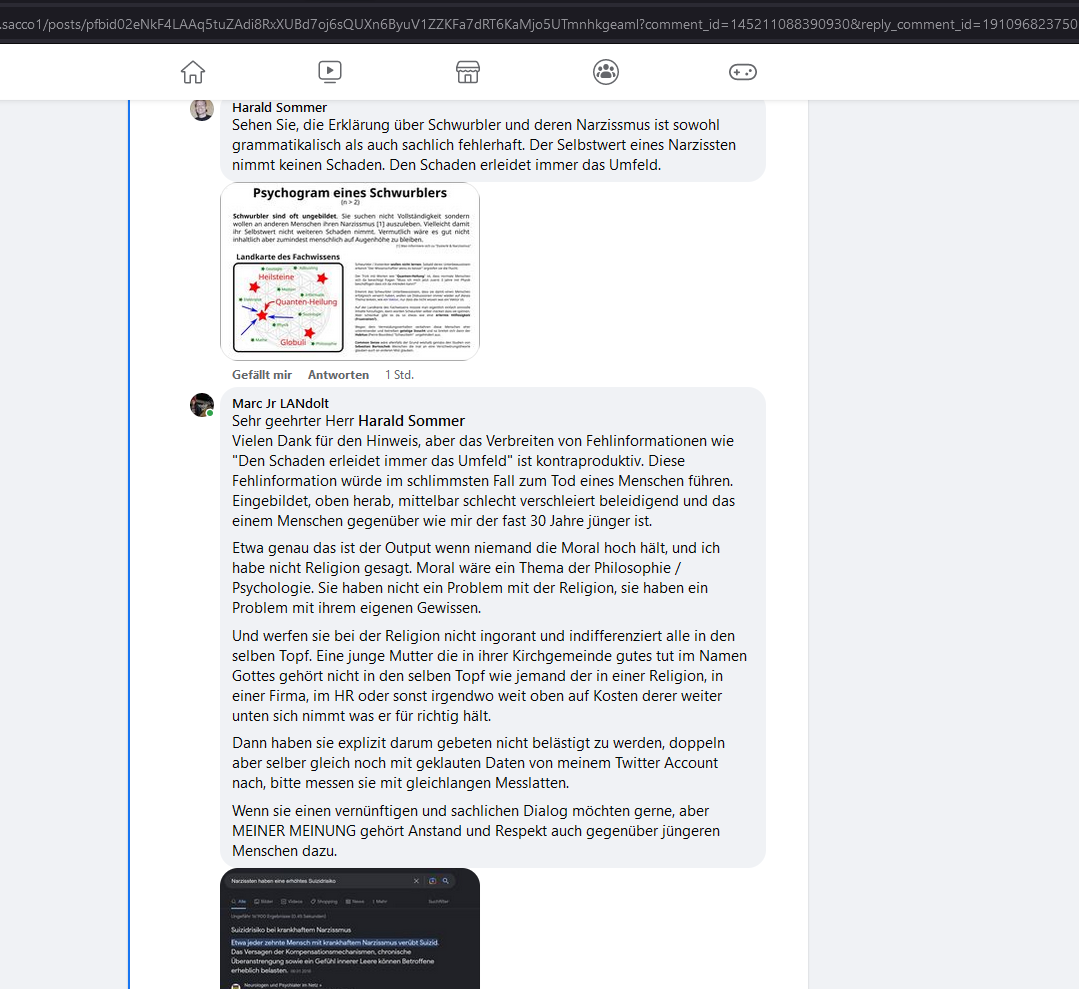 .sacco1/posts/pfbid02eNkF4LAAq5tuZAdi8RxXUBd7oj6sQUXn6ByuV1ZZKFa7dRT6KaMjo5UTmnhkgeaml?comment_id=145211088390930&reply_comment_id=191096823750
Harald Sommer
Sehen Sie, die Erklärung über Schwurbler und deren Narzissmus ist sowohl
grammatikalisch als auch sachlich fehlerhaft. Der Selbstwert eines Narzissten
nimmt keinen Schaden. Den Schaden erleidet immer das Umfeld.
Psychogram eines Schwurblers
(n > 2)
Schwurbler sind oft ungebildet. Sie suchen nicht Vollständigkeit sondern
wollen an anderen Menschen ihren Narzissmus [1] auszuleben. Vielleicht damit
ihr Selbstwert nicht weiteren Schaden nimmt. Vermutlich wäre es gut nicht
inhaltlich aber zumindest menschlich auf Augenhöhe zu bleiben.
Landkarte des Fachwissens
Heilsteine
Quanten-Heilung
Globuli
Gefällt mir Antworten 1 Std.
Marc Jr LANdolt
Sehr geehrter Herr Harald Sommer
Vielen Dank für den Hinweis, aber das Verbreiten von Fehlinformationen wie
"Den Schaden erleidet immer das Umfeld" ist kontraproduktiv. Diese
Fehlinformation würde im schlimmsten Fall zum Tod eines Menschen führen.
Eingebildet, oben herab, mittelbar schlecht verschleiert beleidigend und das
einem Menschen gegenüber wie mir der fast 30 Jahre jünger ist.
Etwa genau das ist der Output wenn niemand die Moral hoch hält, und ich
habe nicht Religion gesagt. Moral wäre ein Thema der Philosophie /
Psychologie. Sie haben nicht ein Problem mit der Religion, sie haben ein
Problem mit ihrem eigenen Gewissen.
Und werfen sie bei der Religion nicht ingorant und indifferenziert alle in den
selben Topf. Eine junge Mutter die in ihrer Kirchgemeinde gutes tut im Namen
Gottes gehört nicht in den selben Topf wie jemand der in einer Religion, in
einer Firma, im HR oder sonst irgendwo weit oben auf Kosten derer weiter
unten sich nimmt was er für richtig hält.
Dann haben sie explizit darum gebeten nicht belästigt zu werden, doppeln
aber selber gleich noch mit geklauten Daten von meinem Twitter Account
nach, bitte messen sie mit gleichlangen Messlatten.
Wenn sie einen vernünftigen und sachlichen Dialog möchten gerne, aber
MEINER MEINUNG gehört Anstand und Respekt auch gegenüber jüngeren
Menschen dazu.
Narzissten haben eine erhöhtes Suizidrisiko
Alle Bilder Videos Shopping News Mehr Suchfilter
Suizidrisiko bei krankhaftem Narzissmus
Etwa jeder zehnte Mensch mit krankhaftem Narzissmus verübt Suizid.
Das Versagen der Kompensationsmechanismen, chronische
Überanstrengung sowie ein Gefühl innerer Leere können Betroffene
erheblich belasten.
Neurologen und Psychiater im Netz